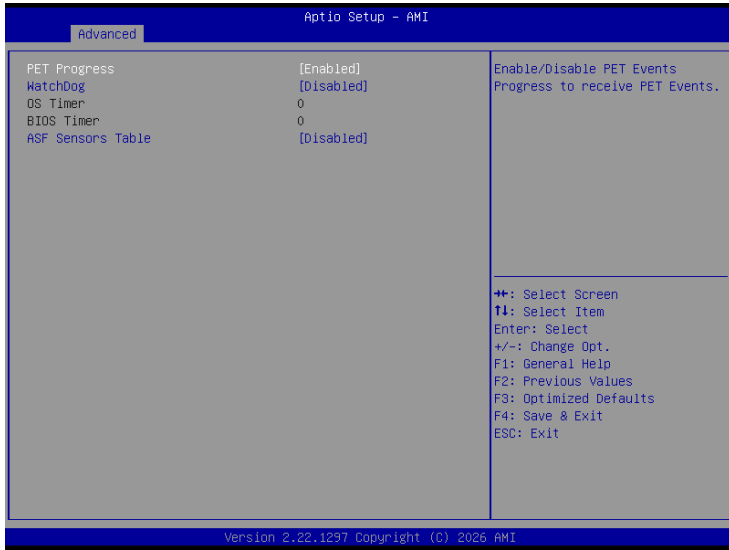 Aptio Setup - AMI
Advanced
PET Progress [Enabled]
WatchDog [Disabled]
OS Timer 0
BIOS Timer 0
ASF Sensors Table [Disabled]
Enable/Disable PET Events
Progress to receive PET Events.
→←: Select Screen
↑↓: Select Item
Enter: Select
+/-: Change Opt.
F1: General Help
F2: Previous Values
F3: Optimized Defaults
F4: Save & Exit
ESC: Exit
Version 2.22.1297 Copyright (C) 2026 AMI